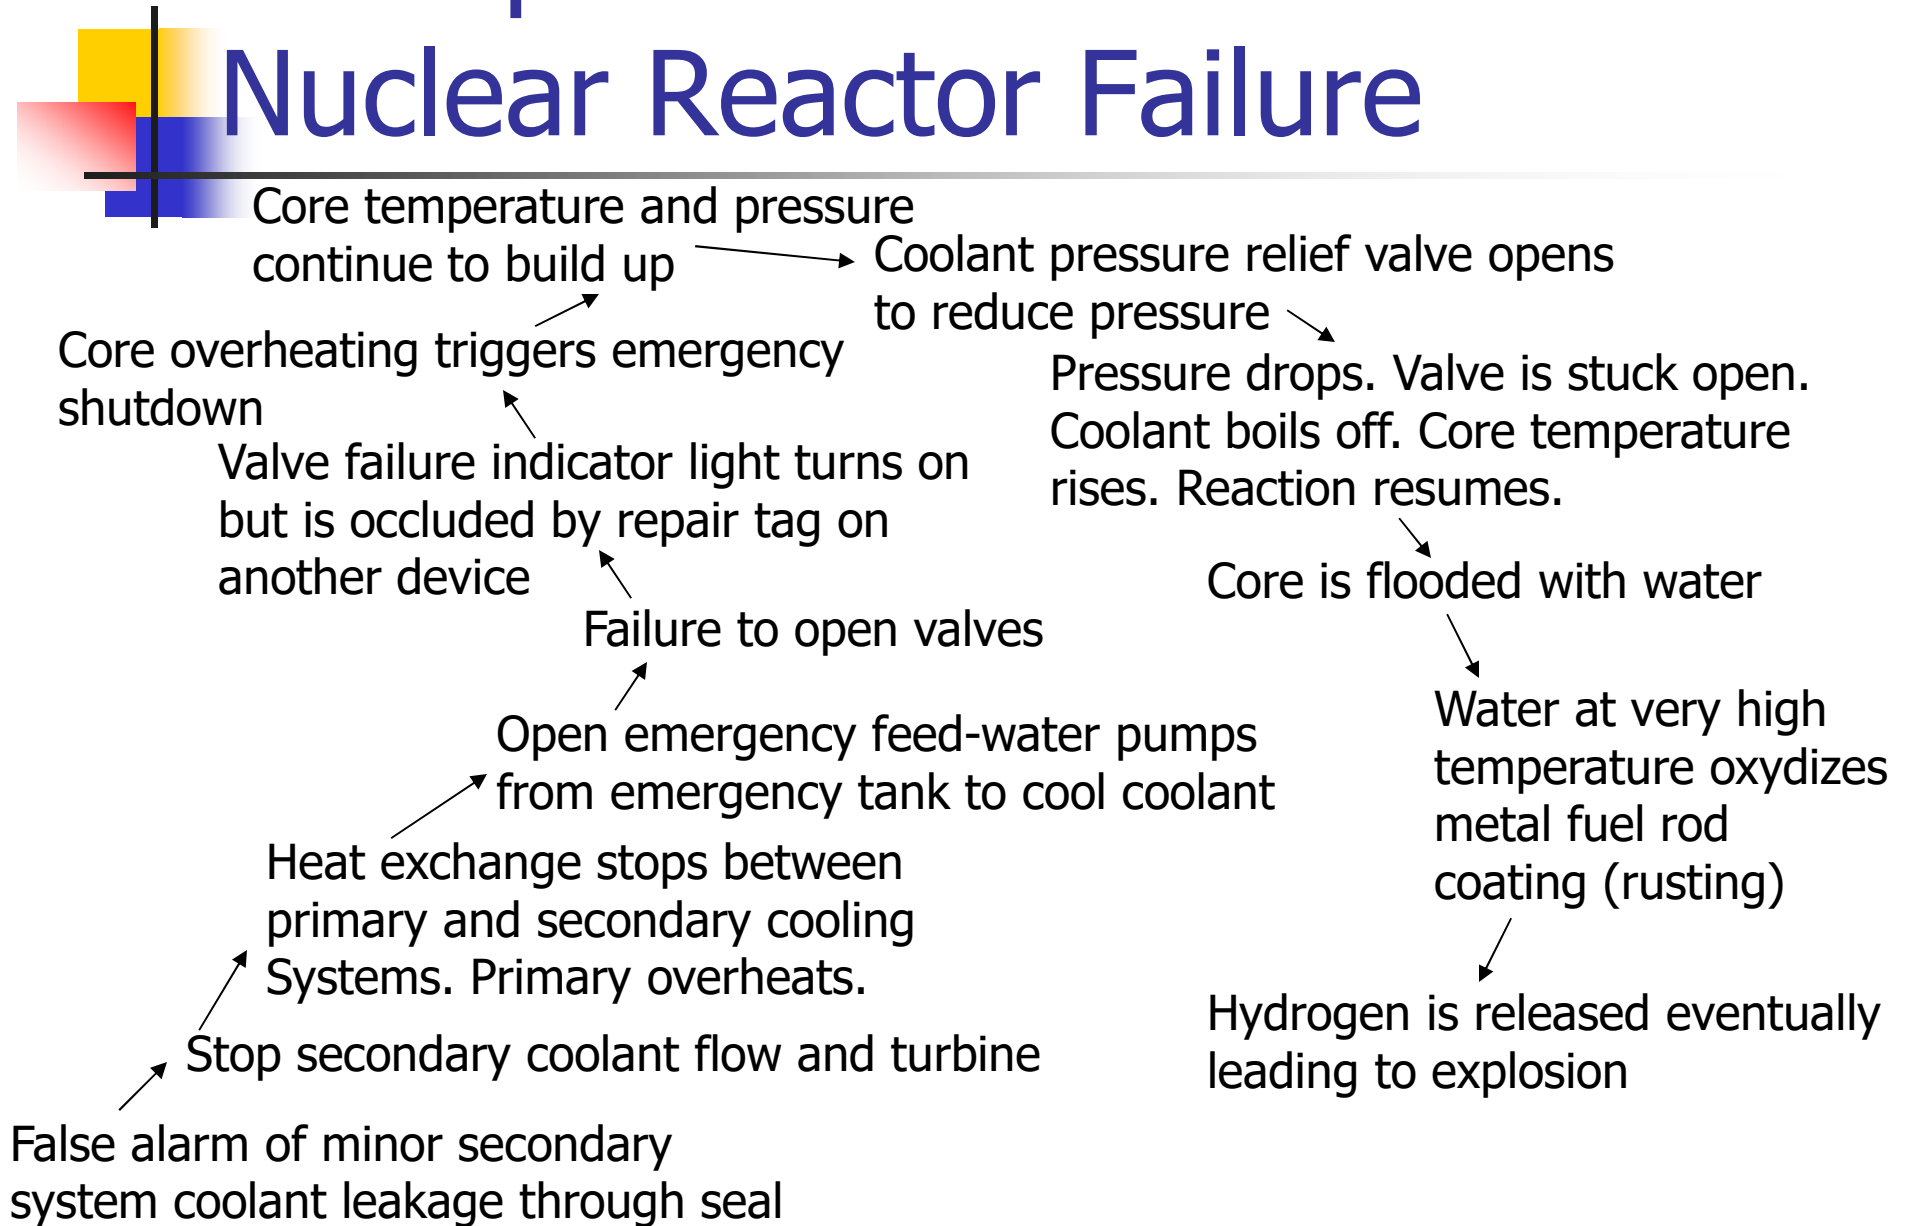 Nuclear Reactor Failure
Core temperature and pressure
continue to build up
Coolant pressure relief valve opens
to reduce pressure
Core overheating triggers emergency
shutdown
Pressure drops. Valve is stuck open.
Coolant boils off. Core temperature
rises. Reaction resumes.
Valve failure indicator light turns on
but is occluded by repair tag on
another device
Core is flooded with water
Failure to open valves
Water at very high
temperature oxydizes
metal fuel rod
coating (rusting)
Open emergency feed-water pumps
from emergency tank to cool coolant
Heat exchange stops between
primary and secondary cooling
Systems. Primary overheats.
Hydrogen is released eventually
leading to explosion
Stop secondary coolant flow and turbine
False alarm of minor secondary
system coolant leakage through seal